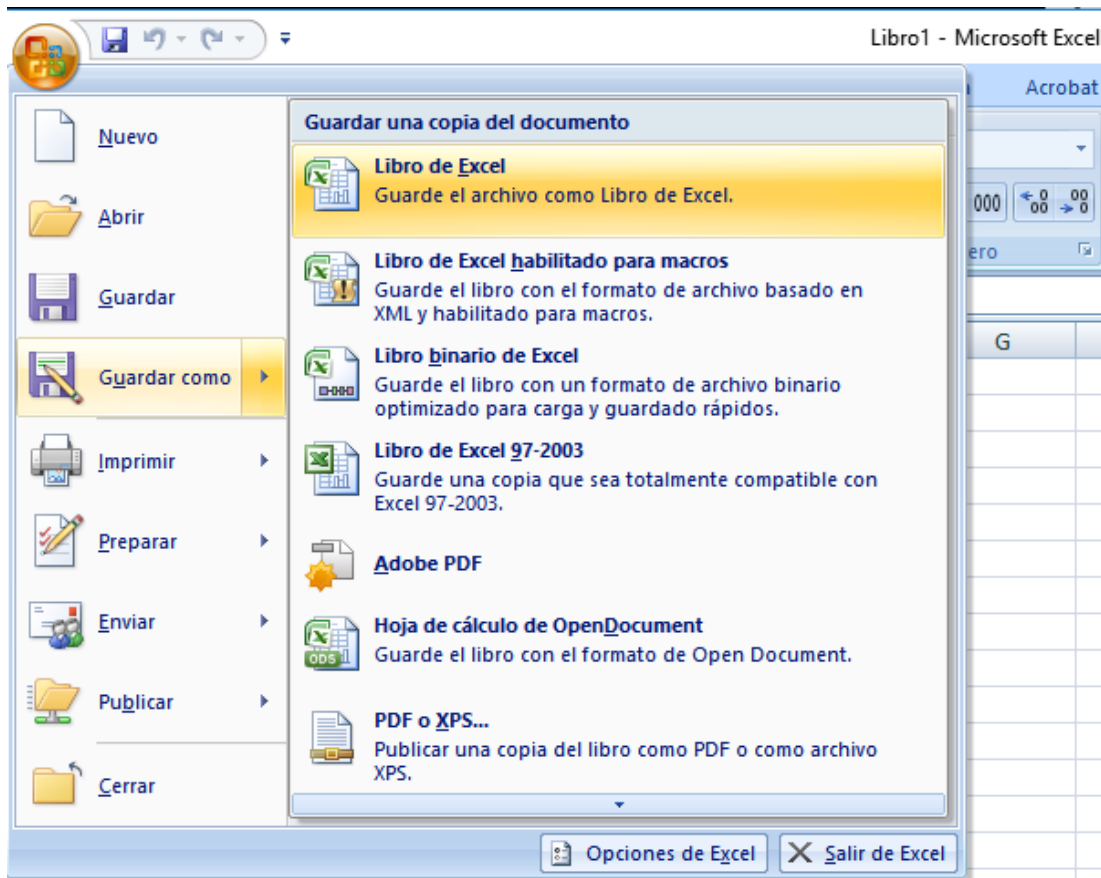 Libro1 - Microsoft Excel
Acrobat
Nuevo
Abrir
Guardar
Guardar como
Imprimir
Preparar
Enviar
Publicar
Cerrar
Guardar una copia del documento
Libro de Excel
Guarde el archivo como Libro de Excel.
Libro de Excel habilitado para macros
Guarde el libro con el formato de archivo basado en
XML y habilitado para macros.
Libro binario de Excel
Guarde el libro con un formato de archivo binario
optimizado para carga y guardado rápidos.
Libro de Excel 97-2003
Guarde una copia que sea totalmente compatible con
Excel 97-2003.
Adobe PDF
Hoja de cálculo de OpenDocument
ODS
Guarde el libro con el formato de Open Document.
PDF o XPS...
Publicar una copia del libro como PDF o como archivo
XPS.
000
ero
G
Opciones de Excel
Salir de Excel